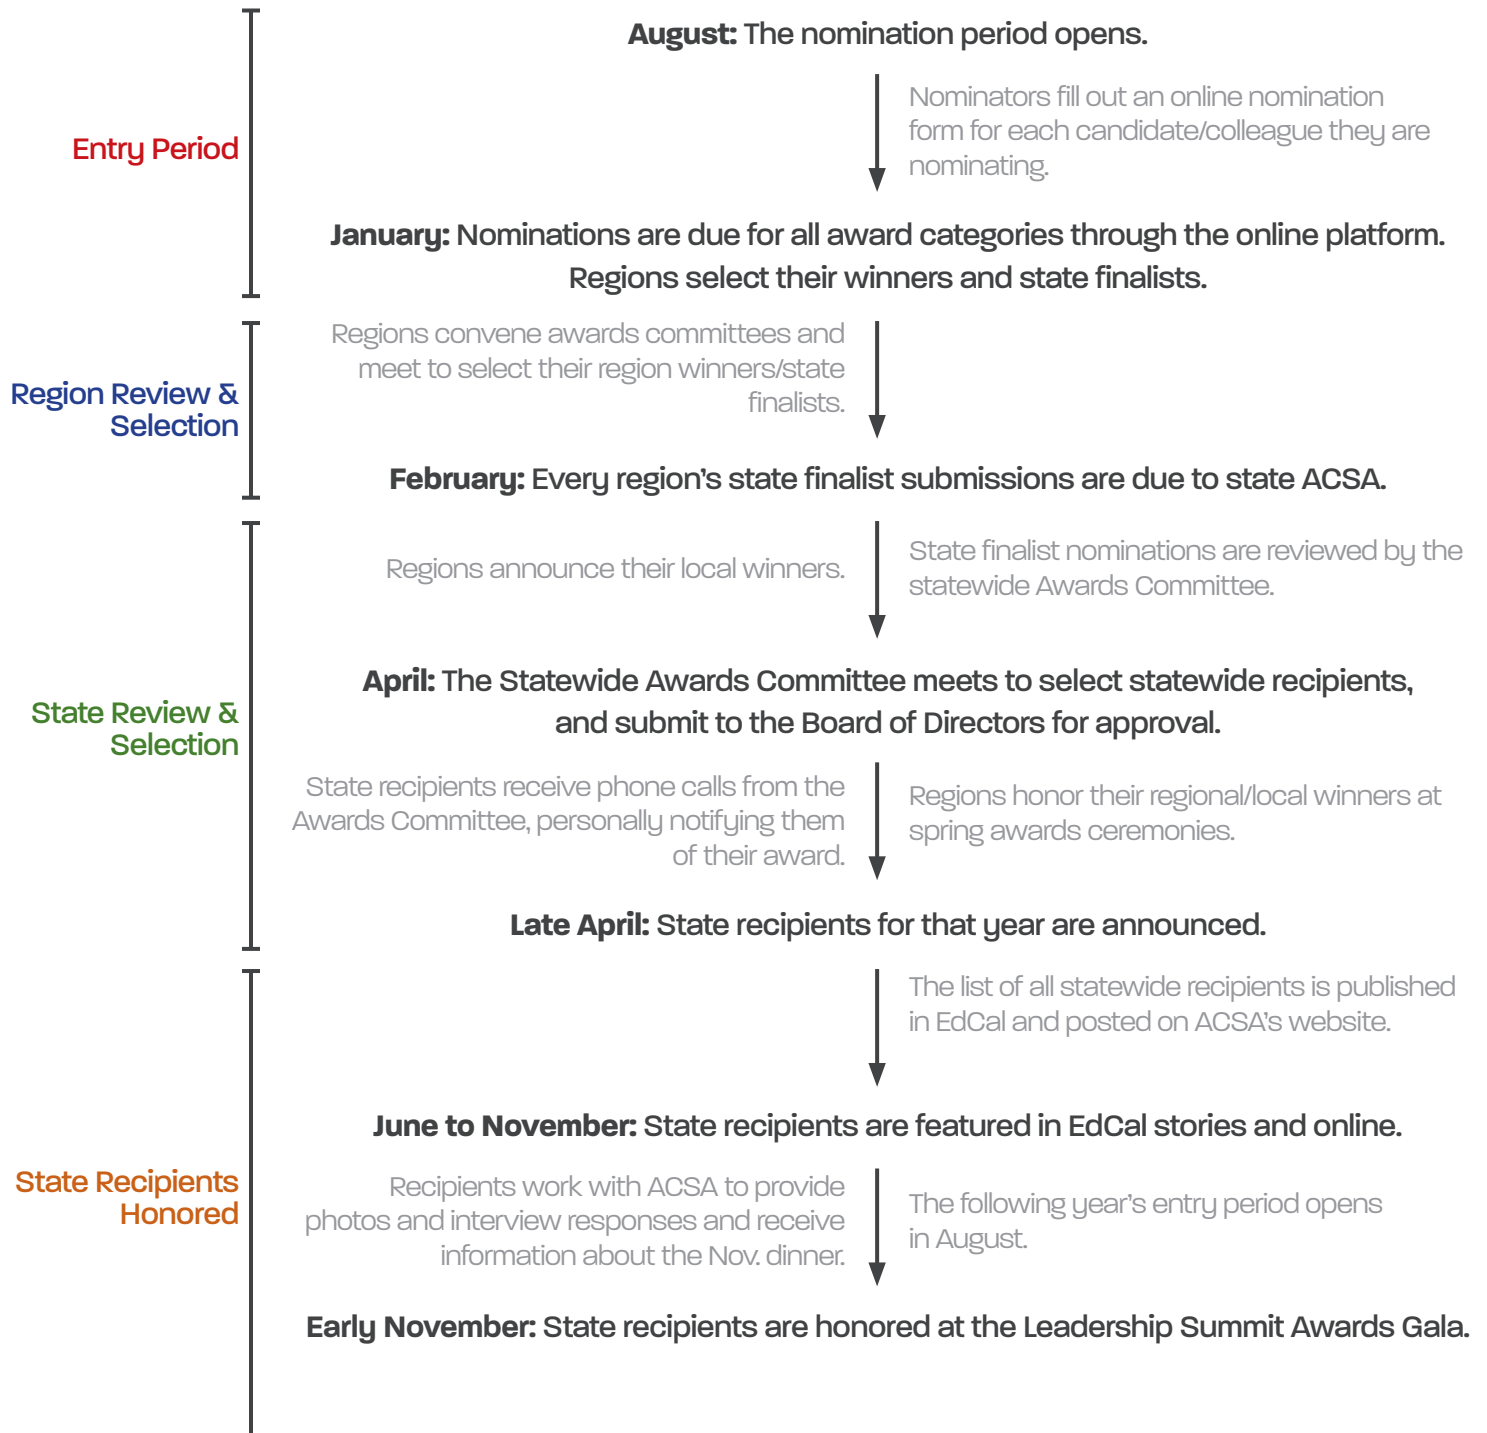 August: The nomination period opens.
Nominators fill out an online nomination
form for each candidate/colleague they are
nominating.
Entry Period
January: Nominations are due for all award categories through the online platform.
Regions select their winners and state finalists.
Regions convene awards committees and
meet to select their region winners/state
finalists.
Region Review &
Selection
February: Every region’s state finalist submissions are due to state ACSA.
Regions announce their local winners.
State finalist nominations are reviewed by the
statewide Awards Committee.
April: The Statewide Awards Committee meets to select statewide recipients,
and submit to the Board of Directors for approval.
State Review &
Selection
State recipients receive phone calls from the
Awards Committee, personally notifying them
of their award.
Regions honor their regional/local winners at
spring awards ceremonies.
Late April: State recipients for that year are announced.
The list of all statewide recipients is published
in EdCal and posted on ACSA’s website.
June to November: State recipients are featured in EdCal stories and online.
State Recipients
Honored
Recipients work with ACSA to provide
photos and interview responses and receive
information about the Nov. dinner.
The following year’s entry period opens
in August.
Early November: State recipients are honored at the Leadership Summit Awards Gala.